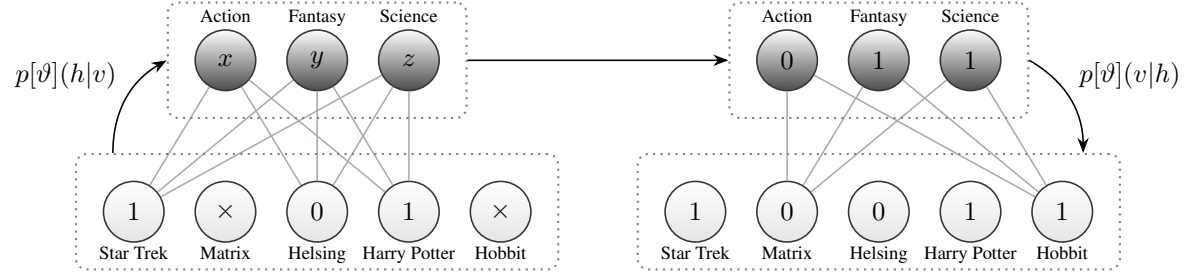 Action Fantasy Science
x y z
p[ϑ](h|v)
1 × 0 1 ×
Star Trek Matrix Helsing Harry Potter Hobbit
Action Fantasy Science
0 1 1
p[ϑ](v|h)
1 0 0 1 1
Star Trek Matrix Helsing Harry Potter Hobbit